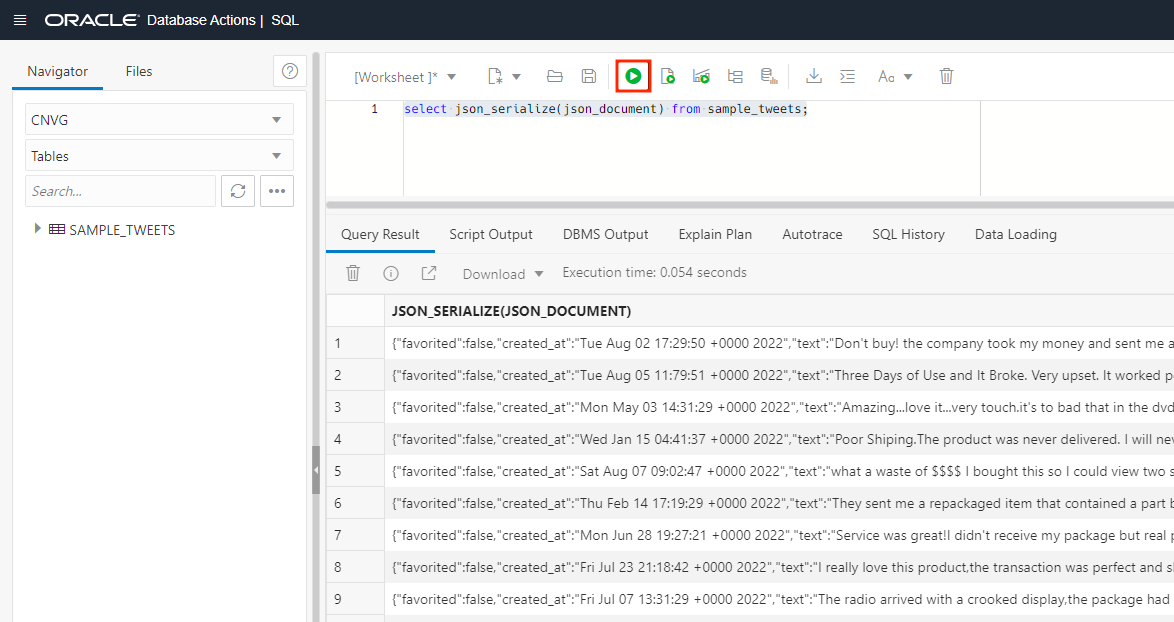 ORACLE Database Actions | SQL
Navigator Files
CNVG
Tables
Search...
SAMPLE_TWEETS
[Worksheet ]* Aa
1 select json_serialize(json_document) from sample_tweets;
Query Result Script Output DBMS Output Explain Plan Autotrace SQL History Data Loading
Download Execution time: 0.054 seconds
JSON_SERIALIZE(JSON_DOCUMENT)
1 {"favorited":false,"created_at":"Tue Aug 02 17:29:50 +0000 2022","text":"Don't buy! the company took my money and sent me a
2 {"favorited":false,"created_at":"Tue Aug 05 11:79:51 +0000 2022","text":"Three Days of Use and It Broke. Very upset. It worked
3 {"favorited":false,"created_at":"Mon May 03 14:31:29 +0000 2022","text":"Amazing...love it...very touch.it's to bad that in the dvd
4 {"favorited":false,"created_at":"Wed Jan 15 04:41:37 +0000 2022","text":"Poor Shiping.The product was never delivered. I will
5 {"favorited":false,"created_at":"Sat Aug 07 09:02:47 +0000 2022","text":"what a waste of $$$$ I bought this so I could view two
6 {"favorited":false,"created_at":"Thu Feb 14 17:19:29 +0000 2022","text":"They sent me a repackaged item that contained a part
7 {"favorited":false,"created_at":"Mon Jun 28 19:27:21 +0000 2022","text":"Service was great!I didn't receive my package but real
8 {"favorited":false,"created_at":"Fri Jul 23 21:18:42 +0000 2022","text":"I really love this product,the transaction was perfect and
9 {"favorited":false,"created_at":"Fri Jul 07 13:31:29 +0000 2022","text":"The radio arrived with a crooked display,the package had